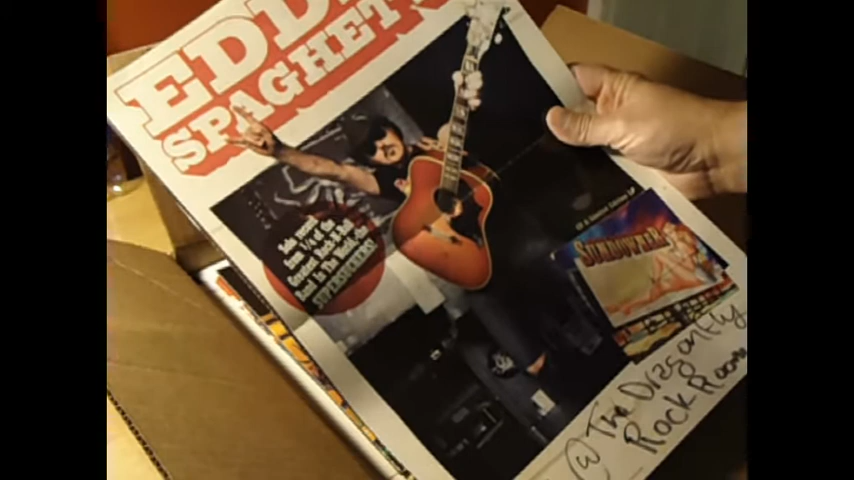 EDDIE
SPAGHETTI
Solo record
from 1/4 of the
Greatest Rock-N-Roll
Band In The World, the
SUPERSUCKERS!
SUNDOWNER
@ The Dragonfly
Rock Room